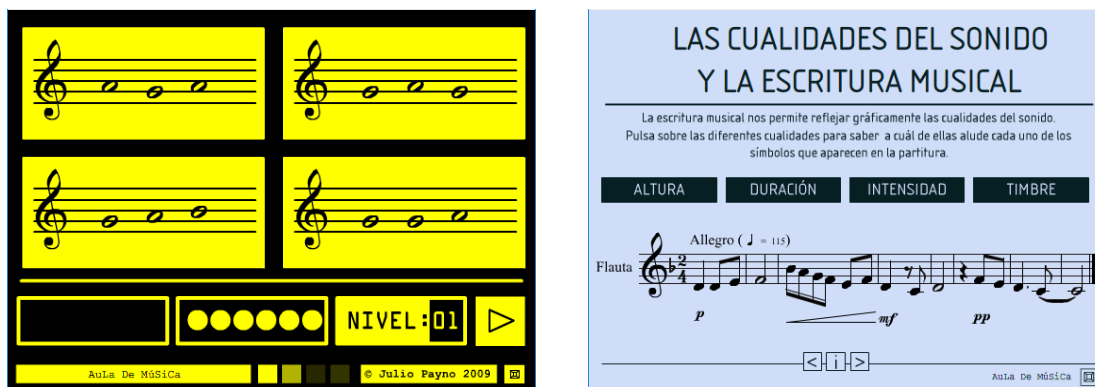 NIVEL:01
AuLa De MúSiCa
© Julio Payno 2009
LAS CUALIDADES DEL SONIDO
Y LA ESCRITURA MUSICAL
La escritura musical nos permite reflejar gráficamente las cualidades del sonido.
Pulsa sobre las diferentes cualidades para saber a cuál de ellas alude cada uno de los
símbolos que aparecen en la partitura.
ALTURA DURACIÓN INTENSIDAD TIMBRE
Allegro ( ♩ = 115)
Flauta
2
4
p mf pp
< i >
AuLa De MúSiCa